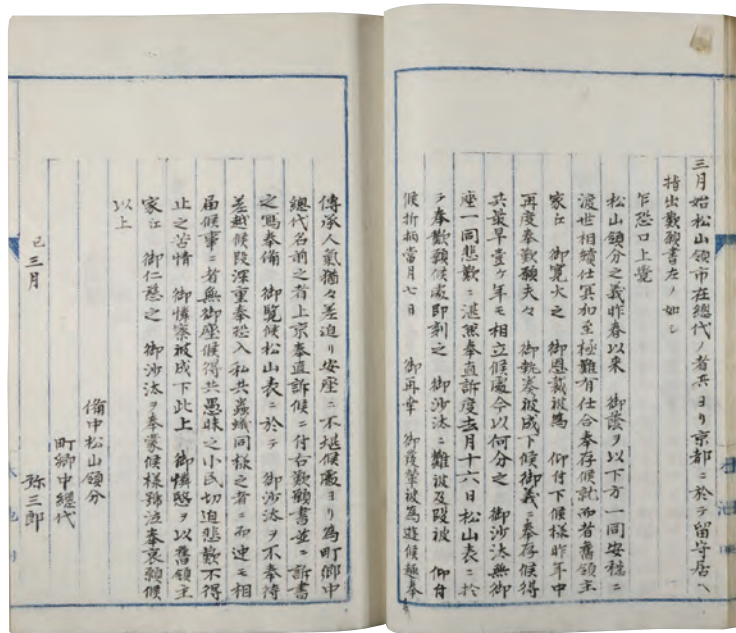 三月始松山領市在總代ノ者共ヨリ京都ニ於テ留守居ヘ
指出歎願書左ノ如シ
乍恐口上覺
松山領分之義昨春以来　御蔭ヲ以下方一同安穏ニ
渡世相續仕冥加至極難有仕合奉存候就而者舊領主
家江　御寛大之　御恩裁被為　仰付下候様昨年中
再度奉歎願夫々　御執奏被成下候御義ニ奉存候得
共最早壹ケ年モ相立候處今以何分之　御沙汰無御
座一同悲歎ニ湛兼奉直訴度去月十六日松山表ニ於
テ奉歎願候處即刻之　御沙汰ニ難被及段被　仰付
候折柄當月七日　御再幸　御發輦被為遊候趣奉
傳承人氣猶々差迫リ安座ニ不堪候處ヨリ為町郷中
總代名前之者上京奉直訴候ニ付右歎願書並ニ訴書
之寫奉備　御覧候松山表ニ於テ　御沙汰ヲ不奉待
差越候段深重奉恐入私共蟲蟻同様之者ニ而速モ相
届候事ニ者無御座候得共愚昧之小民切迫悲歎不得
止之苦情　御憐察被成下此上　御憐愍ヲ以舊領主
家江　御仁慈之　御沙汰ヲ奉蒙候様號泣奉哀願候
以上
備中松山領分
町郷中總代
巳三月
弥三郎